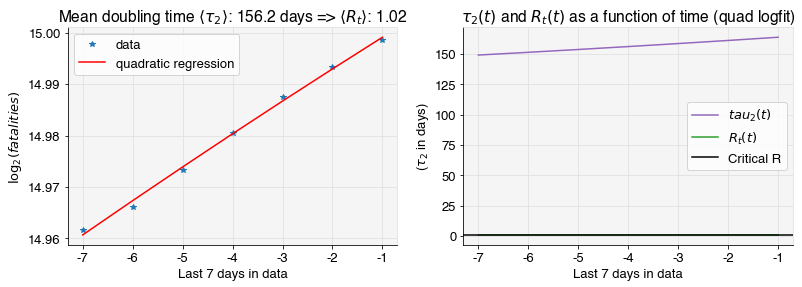 Mean doubling time ⟨τ₂⟩: 156.2 days => ⟨Rₜ⟩: 1.02
data
quadratic regression
log₂(fatalities)
15.00
14.99
14.98
14.97
14.96
-7 -6 -5 -4 -3 -2 -1
Last 7 days in data
τ₂(t) and Rₜ(t) as a function of time (quad logfit)
(τ₂ in days)
150
125
100
75
50
25
0
tau₂(t)
Rₜ(t)
Critical R
-7 -6 -5 -4 -3 -2 -1
Last 7 days in data